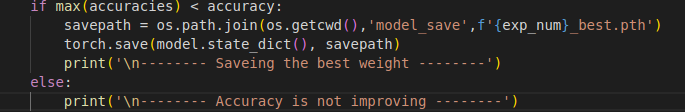 if max(accuracies) < accuracy:
    savepath = os.path.join(os.getcwd(),'model_save',f'{exp_num}_best.pth')
    torch.save(model.state_dict(), savepath)
    print('\n-------- Saveing the best weight --------')
else:
    print('\n-------- Accuracy is not improving --------')